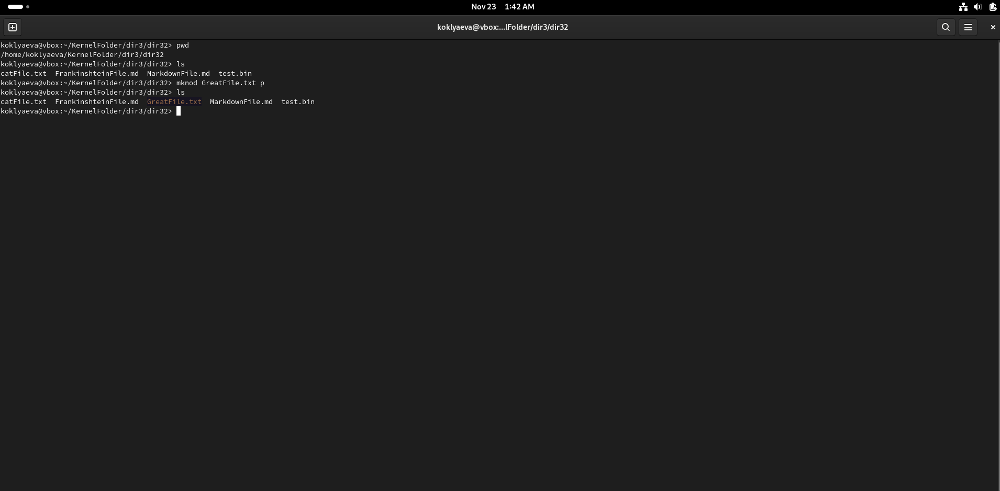 Nov 23 1:42 AM
koklyaeva@vbox:...lFolder/dir3/dir32
koklyaeva@vbox:~/KernelFolder/dir3/dir32> pwd
/home/koklyaeva/KernelFolder/dir3/dir32
koklyaeva@vbox:~/KernelFolder/dir3/dir32> ls
catFile.txt  FrankinshteinFile.md  MarkdownFile.md  test.bin
koklyaeva@vbox:~/KernelFolder/dir3/dir32> mknod GreatFile.txt p
koklyaeva@vbox:~/KernelFolder/dir3/dir32> ls
catFile.txt  FrankinshteinFile.md  GreatFile.txt  MarkdownFile.md  test.bin
koklyaeva@vbox:~/KernelFolder/dir3/dir32>